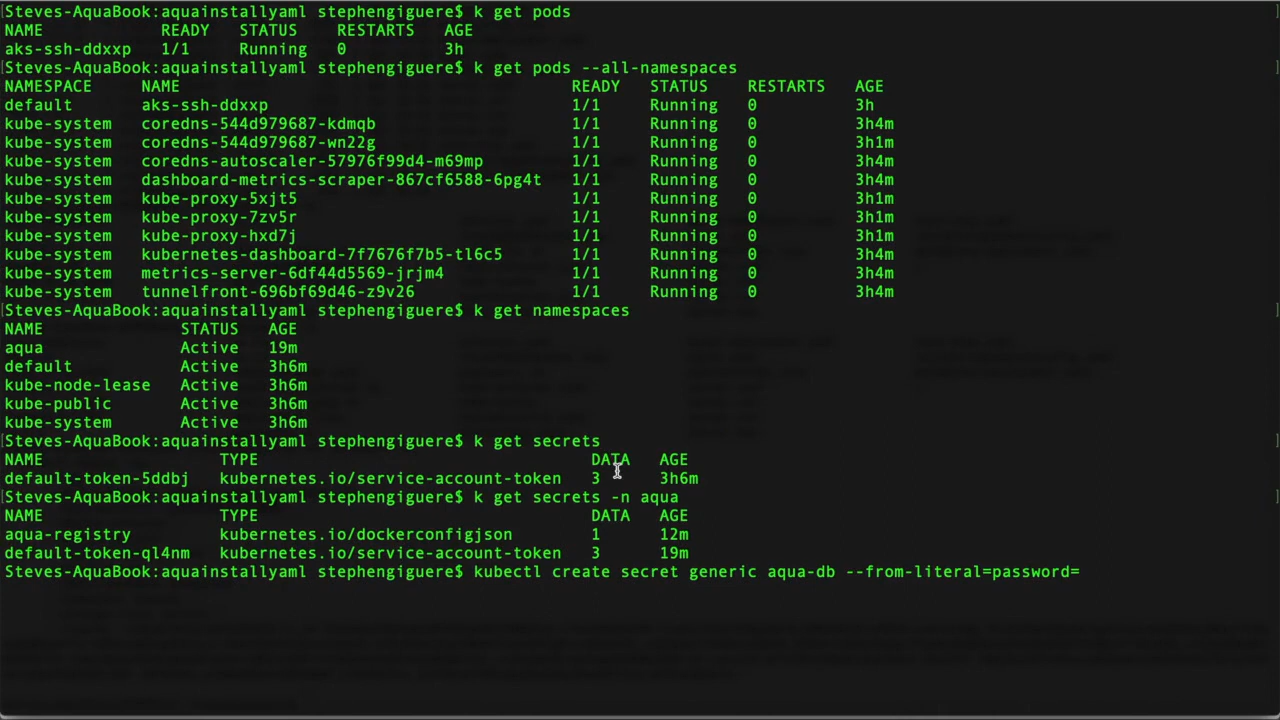 Steves-AquaBook:aquainstallyaml stephengiguere$ k get pods
NAME READY STATUS RESTARTS AGE
aks-ssh-ddxxp 1/1 Running 0 3h
Steves-AquaBook:aquainstallyaml stephengiguere$ k get pods --all-namespaces
NAMESPACE NAME READY STATUS RESTARTS AGE
default aks-ssh-ddxxp 1/1 Running 0 3h
kube-system coredns-544d979687-kdmqb 1/1 Running 0 3h4m
kube-system coredns-544d979687-wn22g 1/1 Running 0 3h1m
kube-system coredns-autoscaler-57976f99d4-m69mp 1/1 Running 0 3h4m
kube-system dashboard-metrics-scraper-867cf6588-6pg4t 1/1 Running 0 3h4m
kube-system kube-proxy-5xjt5 1/1 Running 0 3h1m
kube-system kube-proxy-7zv5r 1/1 Running 0 3h1m
kube-system kube-proxy-hxd7j 1/1 Running 0 3h1m
kube-system kubernetes-dashboard-7f7676f7b5-tl6c5 1/1 Running 0 3h4m
kube-system metrics-server-6df44d5569-jrjm4 1/1 Running 0 3h4m
kube-system tunnelfront-696bf69d46-z9v26 1/1 Running 0 3h4m
Steves-AquaBook:aquainstallyaml stephengiguere$ k get namespaces
NAME STATUS AGE
aqua Active 19m
default Active 3h6m
kube-node-lease Active 3h6m
kube-public Active 3h6m
kube-system Active 3h6m
Steves-AquaBook:aquainstallyaml stephengiguere$ k get secrets
NAME TYPE DATA AGE
default-token-5ddbj kubernetes.io/service-account-token 3 3h6m
Steves-AquaBook:aquainstallyaml stephengiguere$ k get secrets -n aqua
NAME TYPE DATA AGE
aqua-registry kubernetes.io/dockerconfigjson 1 12m
default-token-ql4nm kubernetes.io/service-account-token 3 19m
Steves-AquaBook:aquainstallyaml stephengiguere$ kubectl create secret generic aqua-db --from-literal=password=